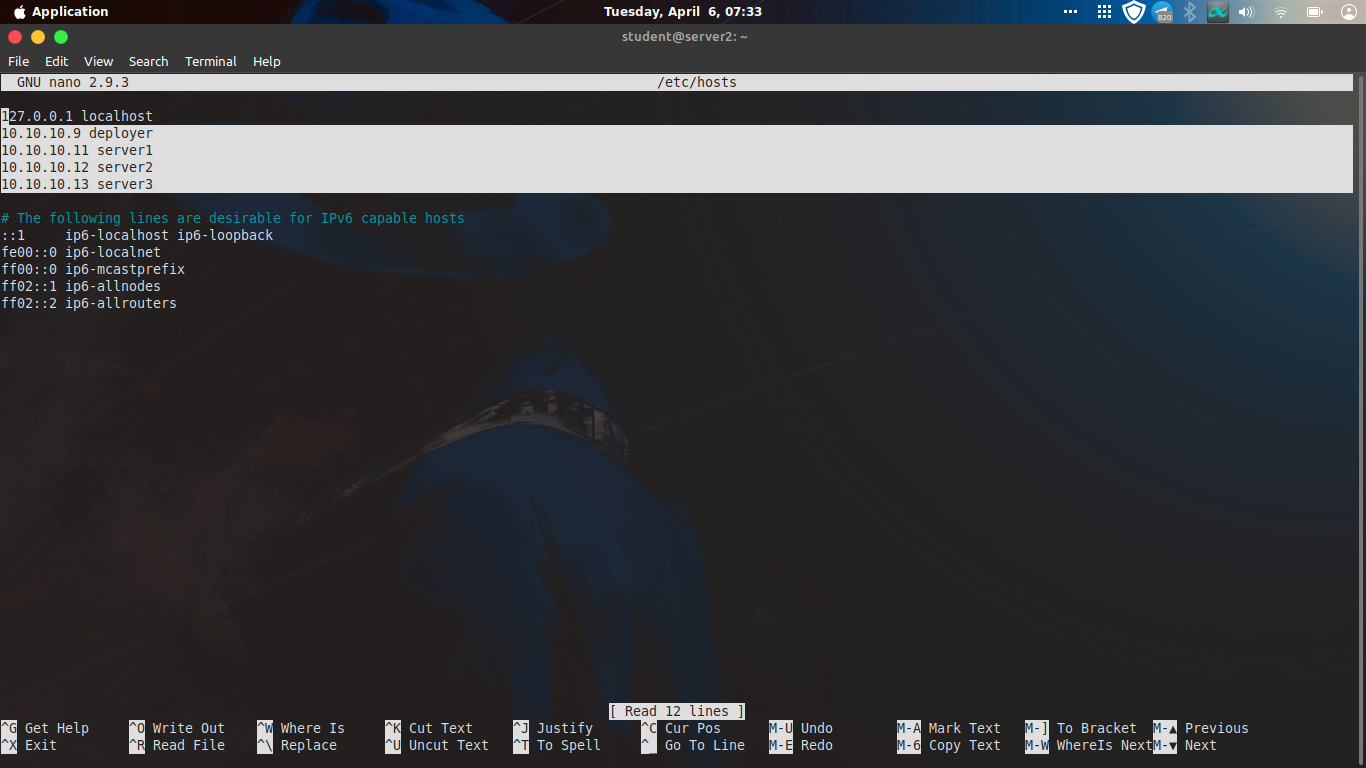 Application
Tuesday, April 6, 07:33
820
student@server2: ~
File Edit View Search Terminal Help
GNU nano 2.9.3 /etc/hosts
127.0.0.1 localhost
10.10.10.9 deployer
10.10.10.11 server1
10.10.10.12 server2
10.10.10.13 server3
# The following lines are desirable for IPv6 capable hosts
::1     ip6-localhost ip6-loopback
fe00::0 ip6-localnet
ff00::0 ip6-mcastprefix
ff02::1 ip6-allnodes
ff02::2 ip6-allrouters
[ Read 12 lines ]
^G Get Help ^O Write Out ^W Where Is ^K Cut Text ^J Justify ^C Cur Pos M-U Undo M-A Mark Text M-] To Bracket M-▲ Previous
^X Exit ^R Read File ^\ Replace ^U Uncut Text ^T To Spell ^_ Go To Line M-E Redo M-6 Copy Text M-W WhereIs Next M-▼ Next